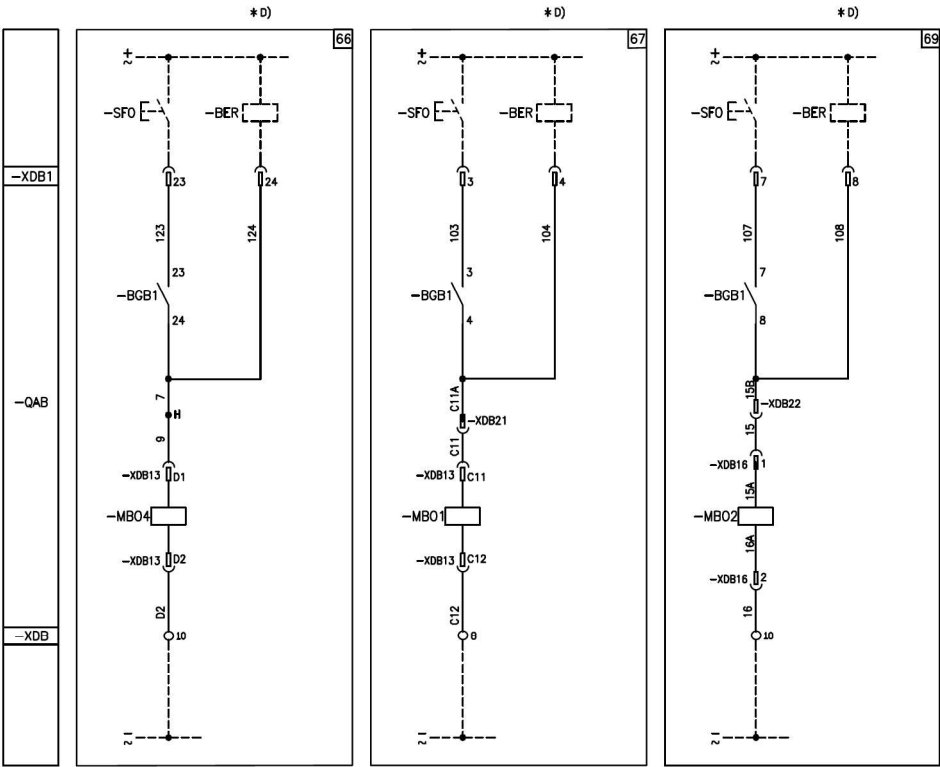 -XDB1
-QAB
-XDB
* D)
66
+
~
-SFO
-BER
23
24
123
124
23
-BGB1
24
7
H
9
-XDB13
D1
-MBO4
-XDB13
D2
D2
10
-
~
* D)
67
+
~
-SFO
-BER
3
4
103
104
3
-BGB1
4
C11A
-XDB21
C11
-XDB13
C11
-MBO1
-XDB13
C12
C12
8
-
~
* D)
69
+
~
-SFO
-BER
7
8
107
108
7
-BGB1
8
15B
-XDB22
15
-XDB16
1
15A
-MBO2
16A
-XDB16
2
16
10
-
~